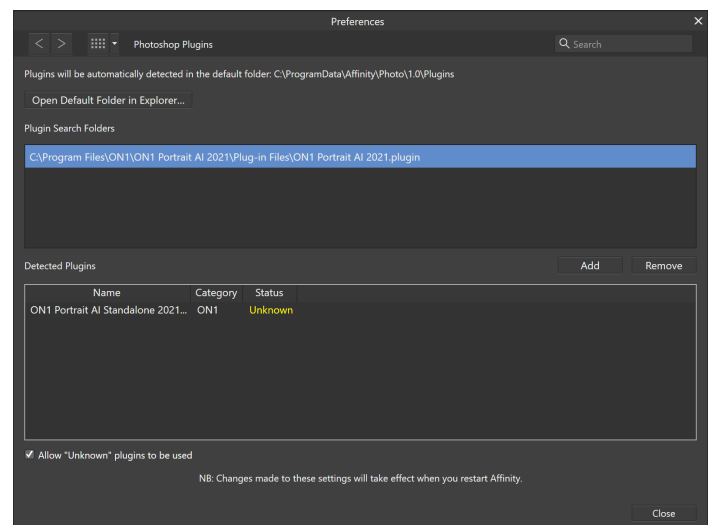 Preferences
Photoshop Plugins
Search
Plugins will be automatically detected in the default folder: C:\ProgramData\Affinity\Photo\1.0\Plugins
Open Default Folder in Explorer...
Plugin Search Folders
C:\Program Files\ON1\ON1 Portrait AI 2021\Plug-in Files\ON1 Portrait AI 2021.plugin
Detected Plugins
Add Remove
Name Category Status
ON1 Portrait AI Standalone 2021... ON1 Unknown
Allow "Unknown" plugins to be used
NB: Changes made to these settings will take effect when you restart Affinity.
Close